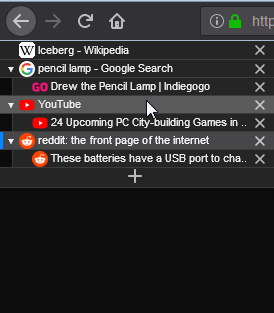 http
Iceberg - Wikipedia
pencil lamp - Google Search
GO Drew the Pencil Lamp | Indiegogo
YouTube
24 Upcoming PC City-building Games in ..
reddit: the front page of the internet
These batteries have a USB port to cha..